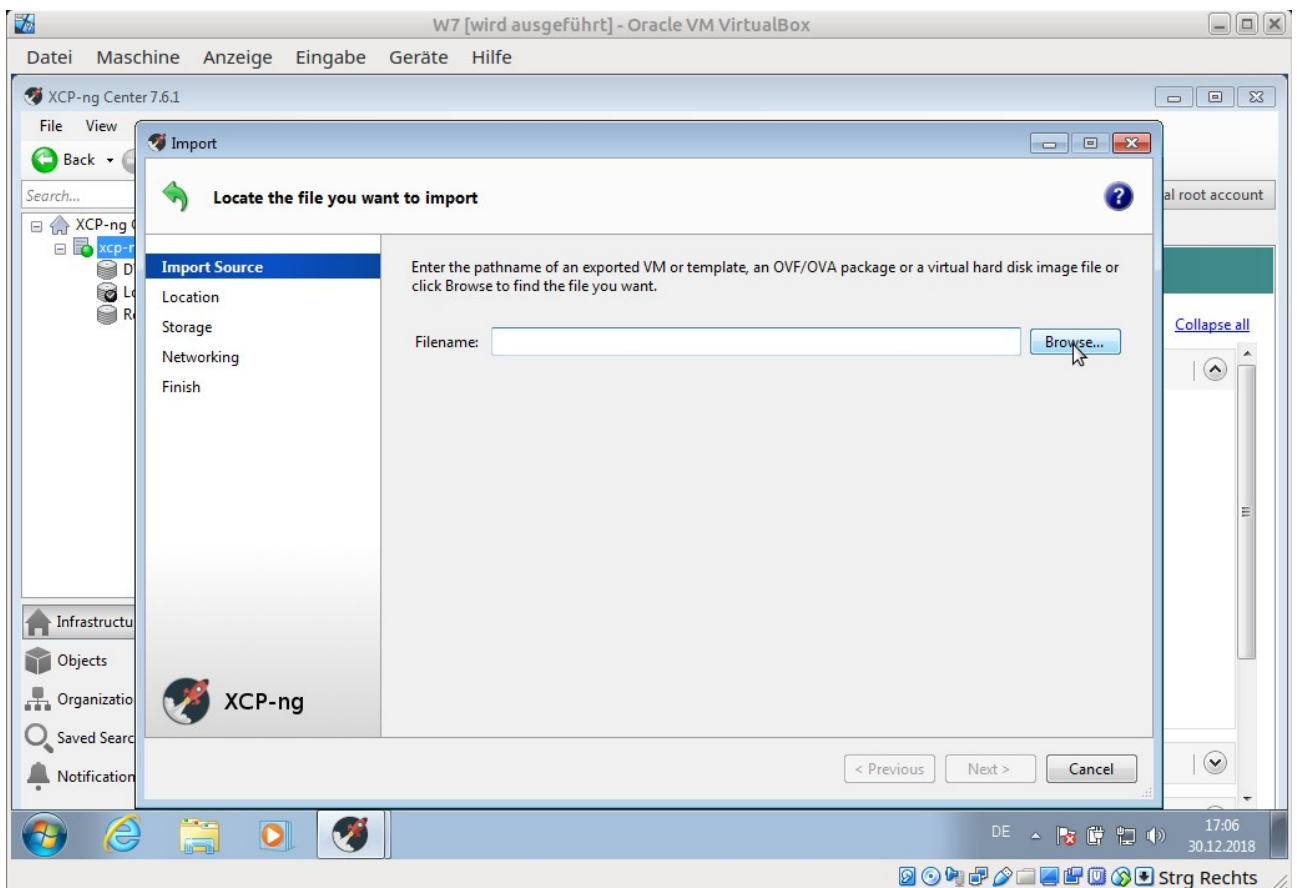 W7 [wird ausgeführt] - Oracle VM VirtualBox
Datei Maschine Anzeige Eingabe Geräte Hilfe
XCP-ng Center 7.6.1
File View
Import
Back
Search...
Locate the file you want to import
al root account
XCP-ng
xcp-
Import Source
Enter the pathname of an exported VM or template, an OVF/OVA package or a virtual hard disk image file or
click Browse to find the file you want.
Location
Storage
Collapse all
Filename:
Browse...
Networking
Finish
Infrastructu
Objects
Organizatio
XCP-ng
Saved Searc
Notification
< Previous Next > Cancel
DE
17:06
30.12.2018
Strg Rechts